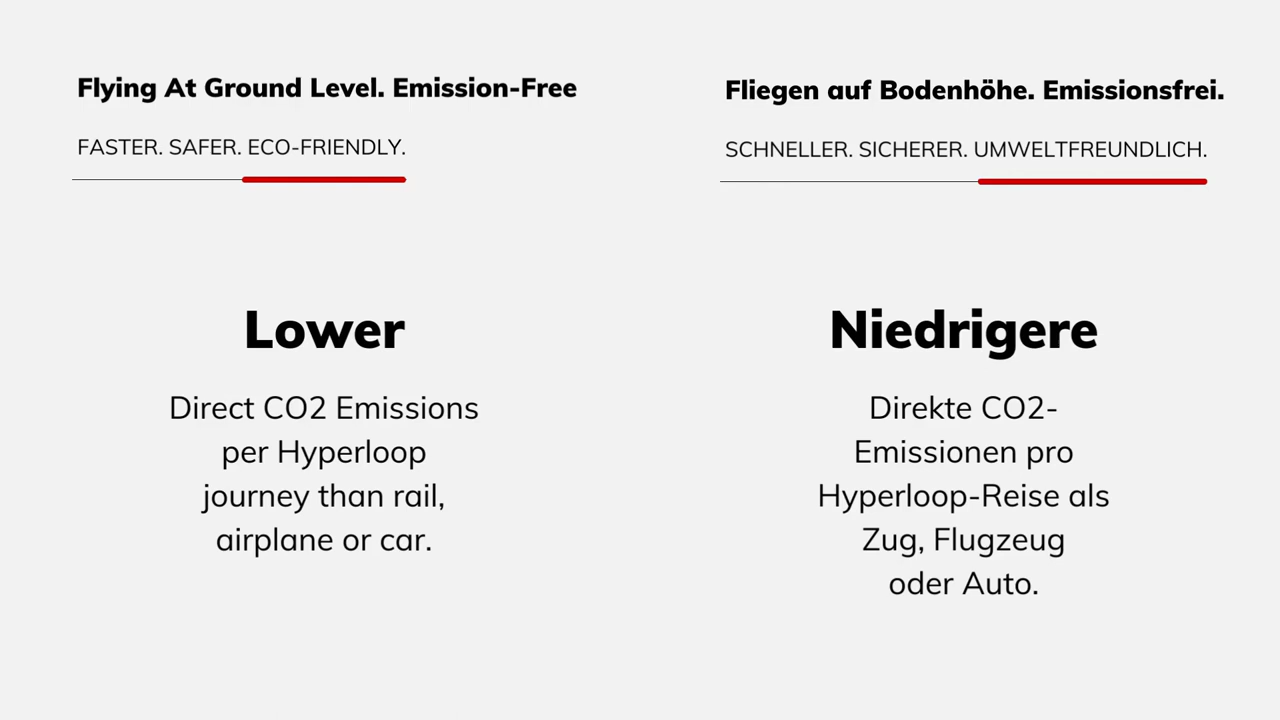 Flying At Ground Level. Emission-Free
FASTER. SAFER. ECO-FRIENDLY.
Lower
Direct CO2 Emissions
per Hyperloop
journey than rail,
airplane or car.
Fliegen auf Bodenhöhe. Emissionsfrei.
SCHNELLER. SICHERER. UMWELTFREUNDLICH.
Niedrigere
Direkte CO2-
Emissionen pro
Hyperloop-Reise als
Zug, Flugzeug
oder Auto.